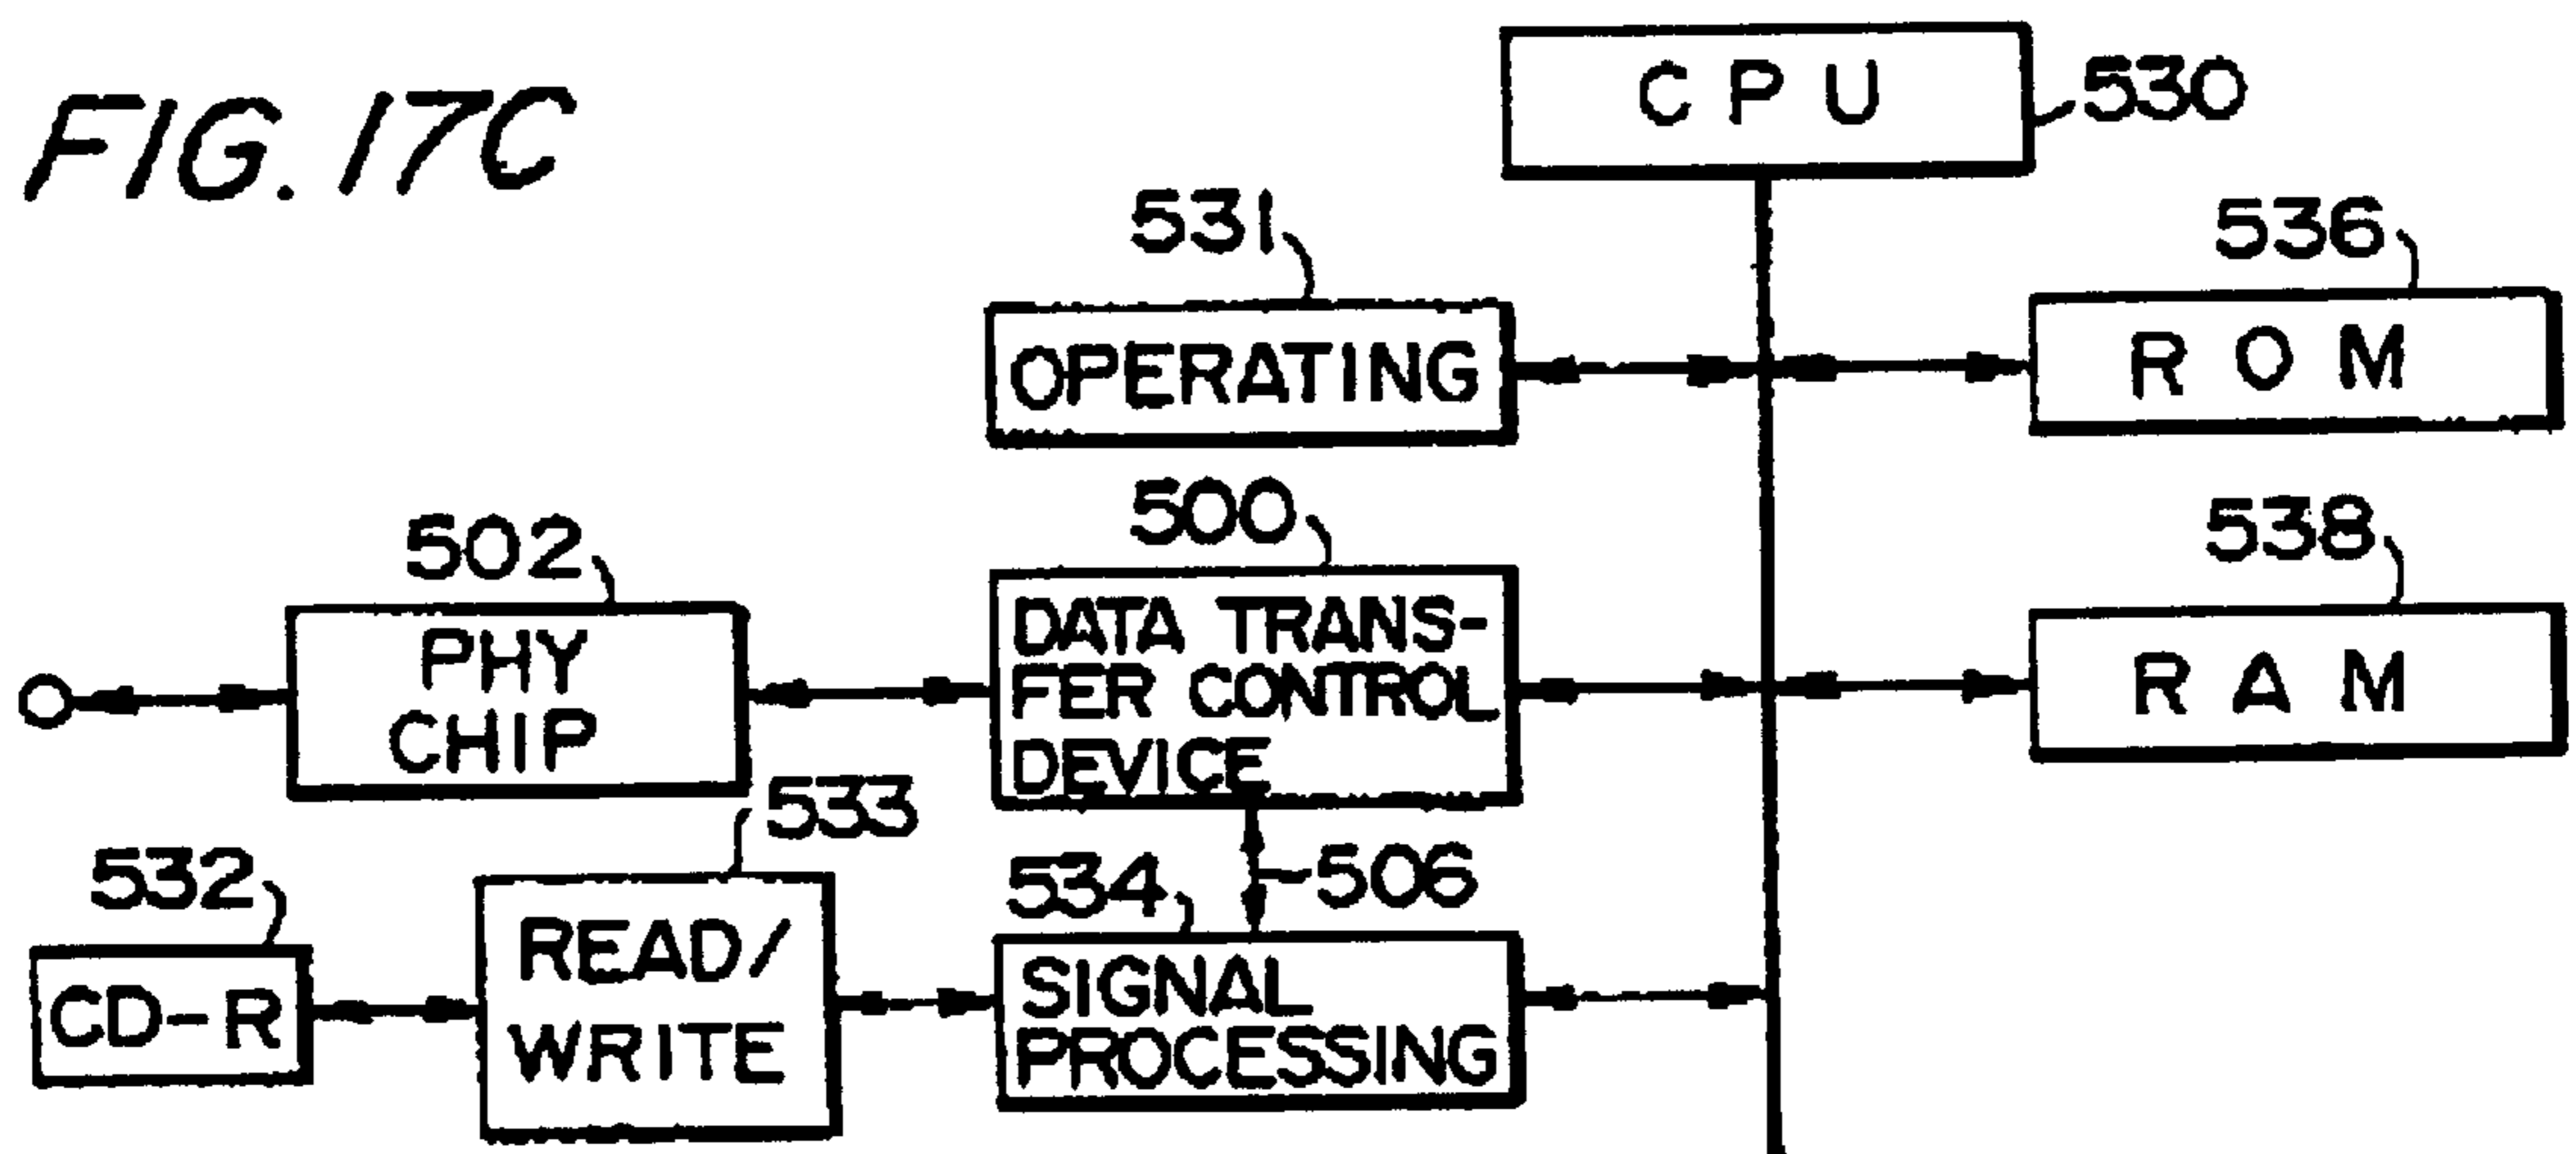 FIG. 17C
CPU
530
531
OPERATING
536
ROM
502
PHY
CHIP
500
DATA TRANS-
FER CONTROL
DEVICE
538
RAM
532
CD-R
533
READ/
WRITE
534
506
SIGNAL
PROCESSING